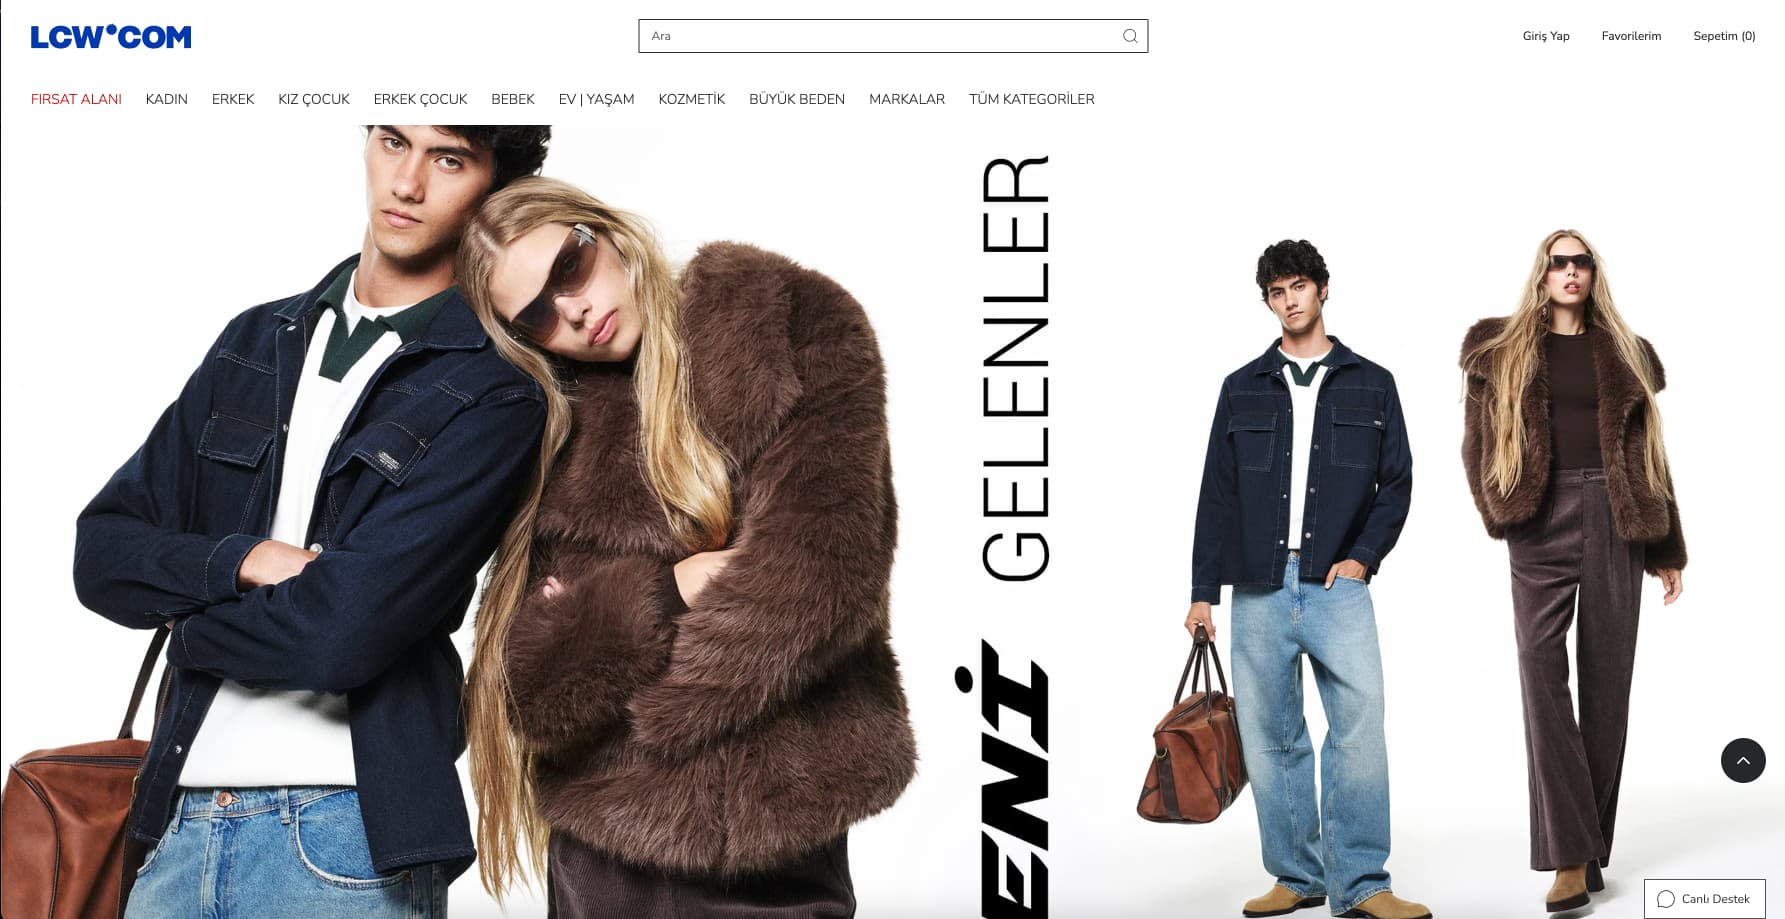 LCW•COM
Ara
Giriş Yap
Favorilerim
Sepetim (0)
FIRSAT ALANI
KADIN
ERKEK
KIZ ÇOCUK
ERKEK ÇOCUK
BEBEK
EV | YAŞAM
KOZMETİK
BÜYÜK BEDEN
MARKALAR
TÜM KATEGORİLER
ENİ GELENLER
Canlı Destek